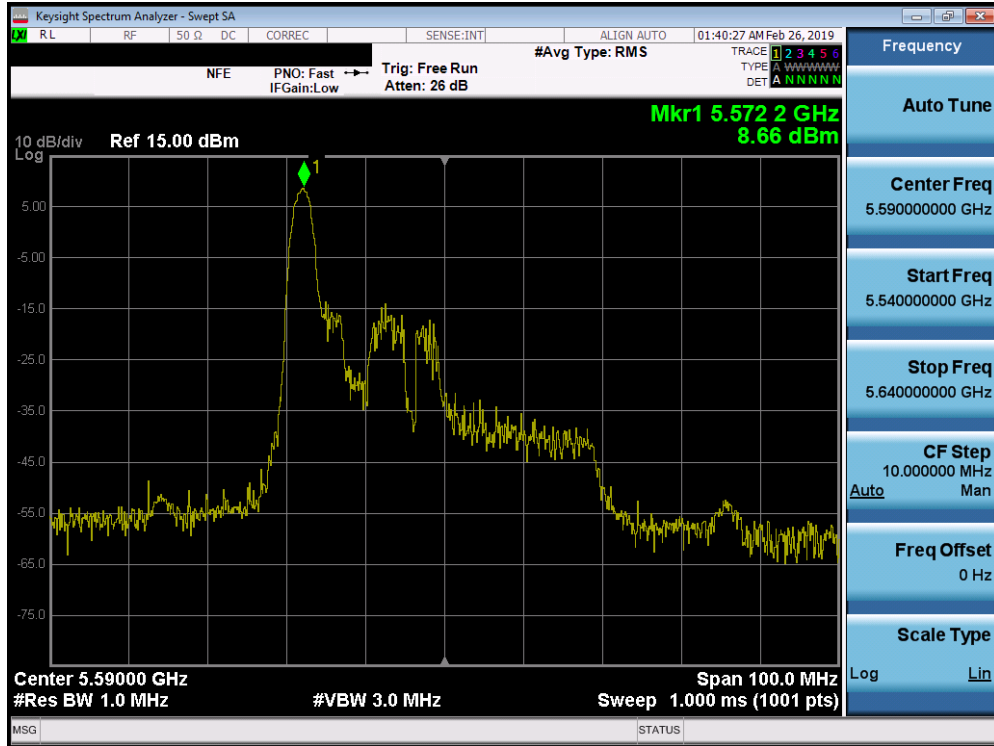 Keysight Spectrum Analyzer - Swept SA
LXI RL RF 50 Ω DC CORREC SENSE:INT ALIGN AUTO 01:40:27 AM Feb 26, 2019
NFE PNO: Fast IFGain:Low Trig: Free Run Atten: 26 dB #Avg Type: RMS
TRACE 1 2 3 4 5 6
TYPE A WWWWW
DET A N N N N N
Mkr1 5.572 2 GHz
8.66 dBm
10 dB/div Ref 15.00 dBm
Log
1
5.00
-5.00
-15.0
-25.0
-35.0
-45.0
-55.0
-65.0
-75.0
Center 5.59000 GHz Span 100.0 MHz
#Res BW 1.0 MHz #VBW 3.0 MHz Sweep 1.000 ms (1001 pts)
MSG STATUS
Frequency
Auto Tune
Center Freq
5.590000000 GHz
Start Freq
5.540000000 GHz
Stop Freq
5.640000000 GHz
CF Step
10.000000 MHz
Auto Man
Freq Offset
0 Hz
Scale Type
Log Lin